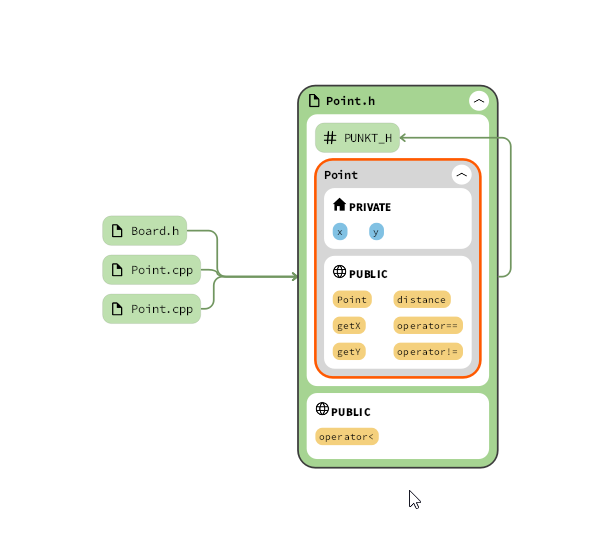 Point.h
# PUNKT_H
Point
PRIVATE
x y
Board.h
Point.cpp
Point.cpp
PUBLIC
Point distance
getX operator==
getY operator!=
PUBLIC
operator<